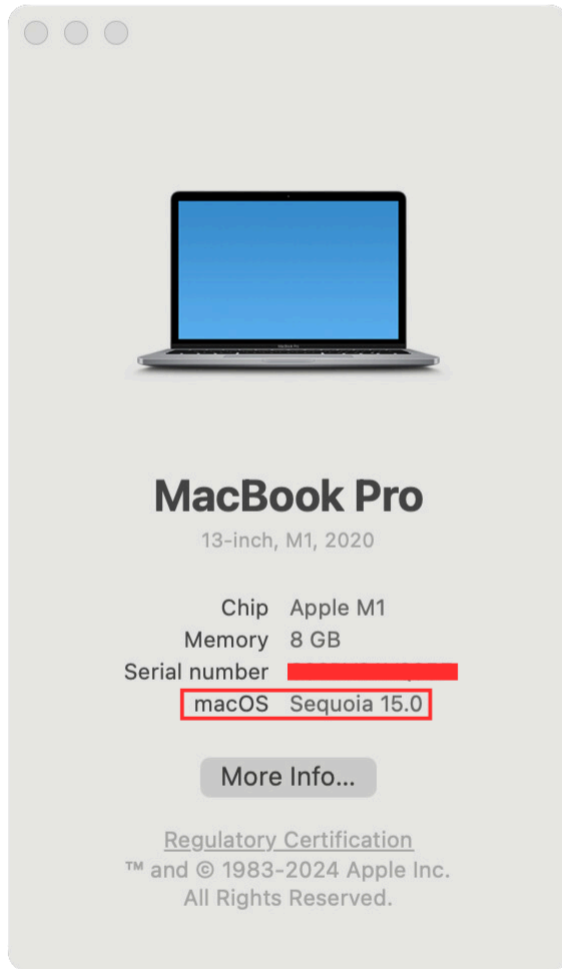 MacBook Pro
13-inch, M1, 2020
Chip Apple M1
Memory 8 GB
Serial number
macOS Sequoia 15.0
More Info...
Regulatory Certification
™ and © 1983-2024 Apple Inc.
All Rights Reserved.